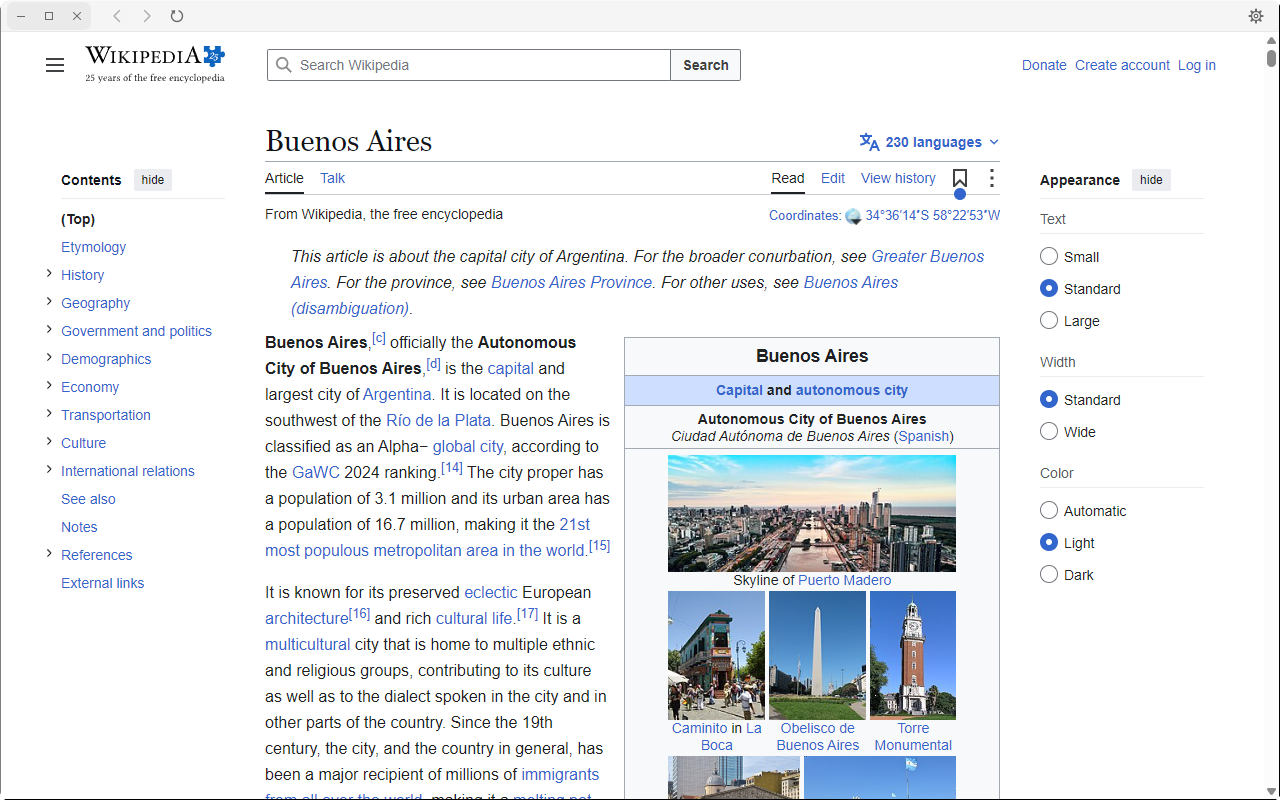 WIKIPEDIA 25
25 years of the free encyclopedia
Search Wikipedia
Search
Donate Create account Log in
Contents hide
(Top)
Etymology
History
Geography
Government and politics
Demographics
Economy
Transportation
Culture
International relations
See also
Notes
References
External links
Buenos Aires
230 languages
Article Talk
Read Edit View history
From Wikipedia, the free encyclopedia
Coordinates: 34°36′14″S 58°22′53″W
This article is about the capital city of Argentina. For the broader conurbation, see Greater Buenos
Aires. For the province, see Buenos Aires Province. For other uses, see Buenos Aires
(disambiguation).
Buenos Aires,[c] officially the Autonomous
City of Buenos Aires,[d] is the capital and
largest city of Argentina. It is located on the
southwest of the Río de la Plata. Buenos Aires is
classified as an Alpha− global city, according to
the GaWC 2024 ranking.[14] The city proper has
a population of 3.1 million and its urban area has
a population of 16.7 million, making it the 21st
most populous metropolitan area in the world.[15]
It is known for its preserved eclectic European
architecture[16] and rich cultural life.[17] It is a
multicultural city that is home to multiple ethnic
and religious groups, contributing to its culture
as well as to the dialect spoken in the city and in
other parts of the country. Since the 19th
century, the city, and the country in general, has
been a major recipient of millions of immigrants
from all over the world, making it a melting pot
Buenos Aires
Capital and autonomous city
Autonomous City of Buenos Aires
Ciudad Autónoma de Buenos Aires (Spanish)
Skyline of Puerto Madero
Caminito in La
Boca
Obelisco de
Buenos Aires
Torre
Monumental
Appearance hide
Text
Small
Standard
Large
Width
Standard
Wide
Color
Automatic
Light
Dark